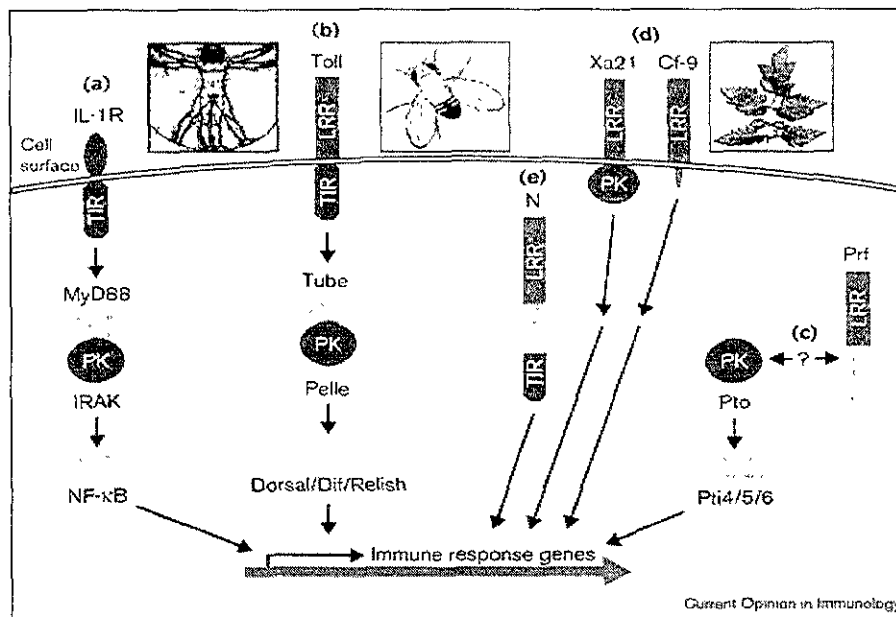 (a)
IL-1R
Cell
surface
TIR
MyD88
PK
IRAK
NF-κB
(b)
Toll
LRR
TIR
Tube
PK
Pelle
Dorsal/Dif/Relish
(e)
N
LRR
TIR
(d)
Xa21 Cf-9
LRR
LRR
PK
Prf
LRR
(c)
?
PK
Pto
Pti4/5/6
Immune response genes
Current Opinion in Immunology